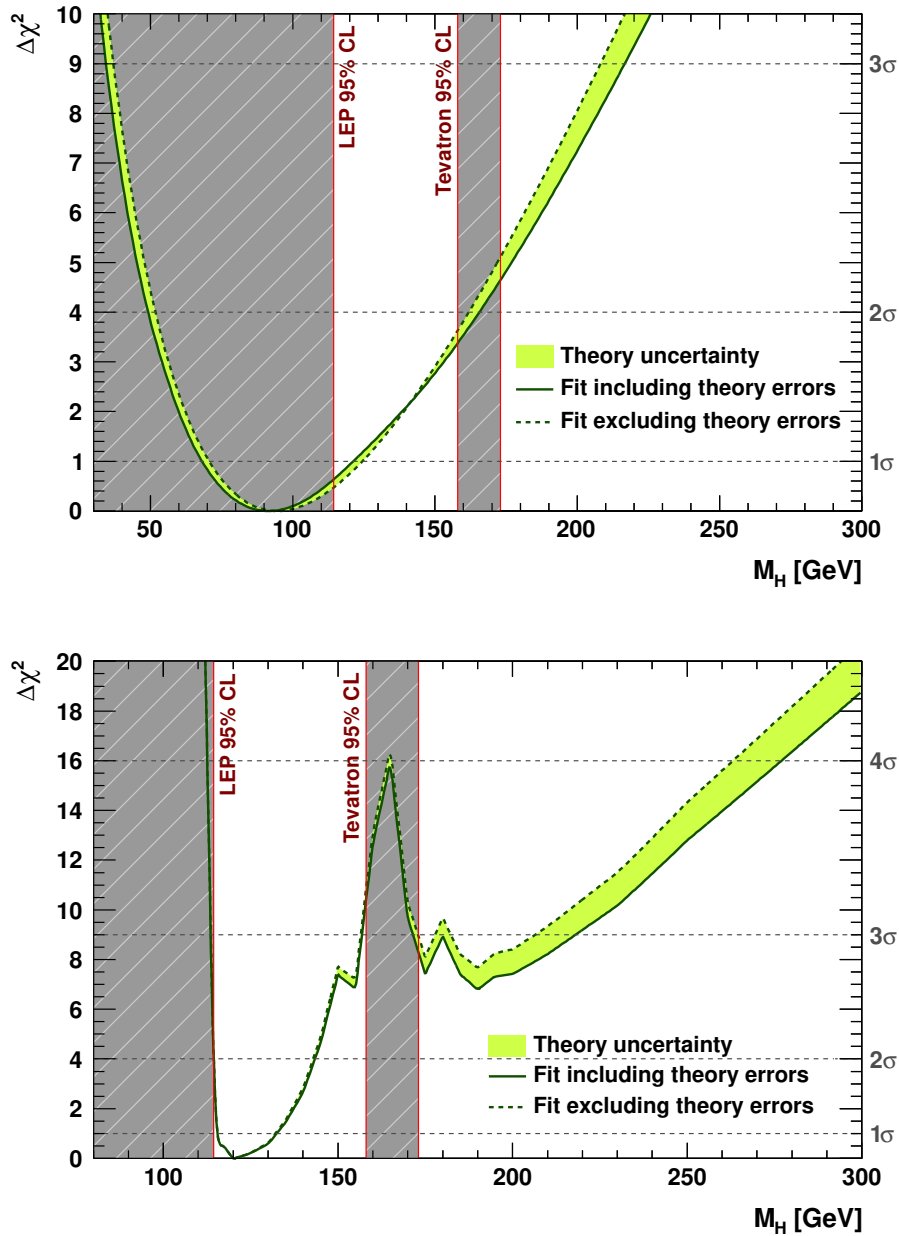 Δχ²
10
9
8
7
6
5
4
3
2
1
0
LEP 95% CL
Tevatron 95% CL
3σ
2σ
1σ
Theory uncertainty
Fit including theory errors
Fit excluding theory errors
50 100 150 200 250 300
M_H [GeV]
Δχ²
20
18
16
14
12
10
8
6
4
2
0
LEP 95% CL
Tevatron 95% CL
4σ
3σ
2σ
1σ
Theory uncertainty
Fit including theory errors
Fit excluding theory errors
100 150 200 250 300
M_H [GeV]